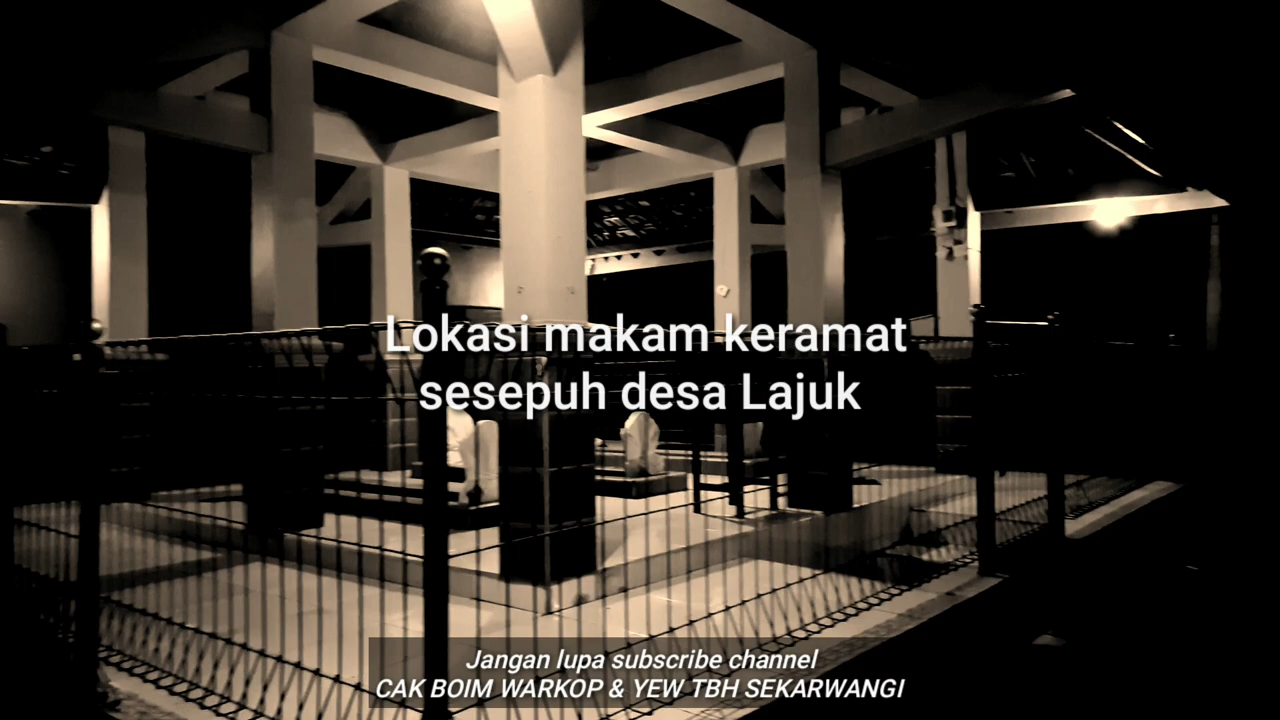 Lokasi makam keramat
sesepuh desa Lajuk
Jangan lupa subscribe channel
CAK BOIM WARKOP & YEW TBH SEKARWANGI